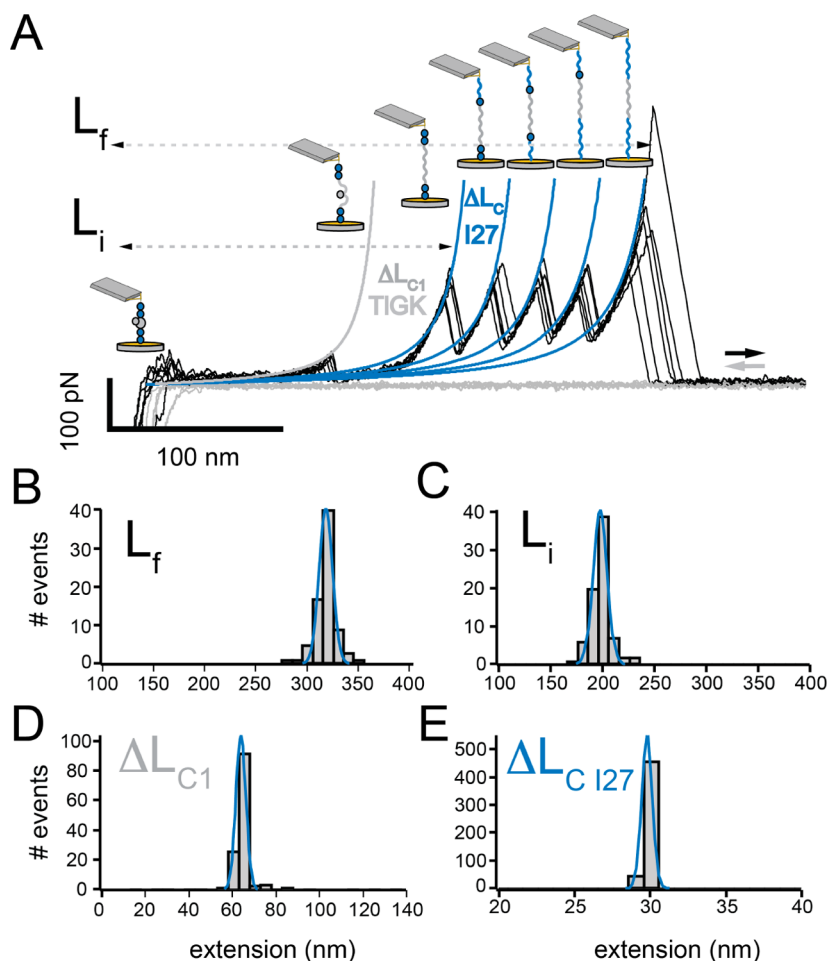 A
Lf
Li
ΔLC
I27
ΔLC1
TIGK
100 pN
100 nm
B
C
# events
40
30
20
10
0
Lf
100 150 200 250 300 350 400
40
30
20
10
0
Li
100 150 200 250 300 350 400
D
E
# events
100
80
60
40
20
0
ΔLC1
0 20 40 60 80 100 120 140
extension (nm)
500
400
300
200
100
0
ΔLC I27
20 25 30 35 40
extension (nm)